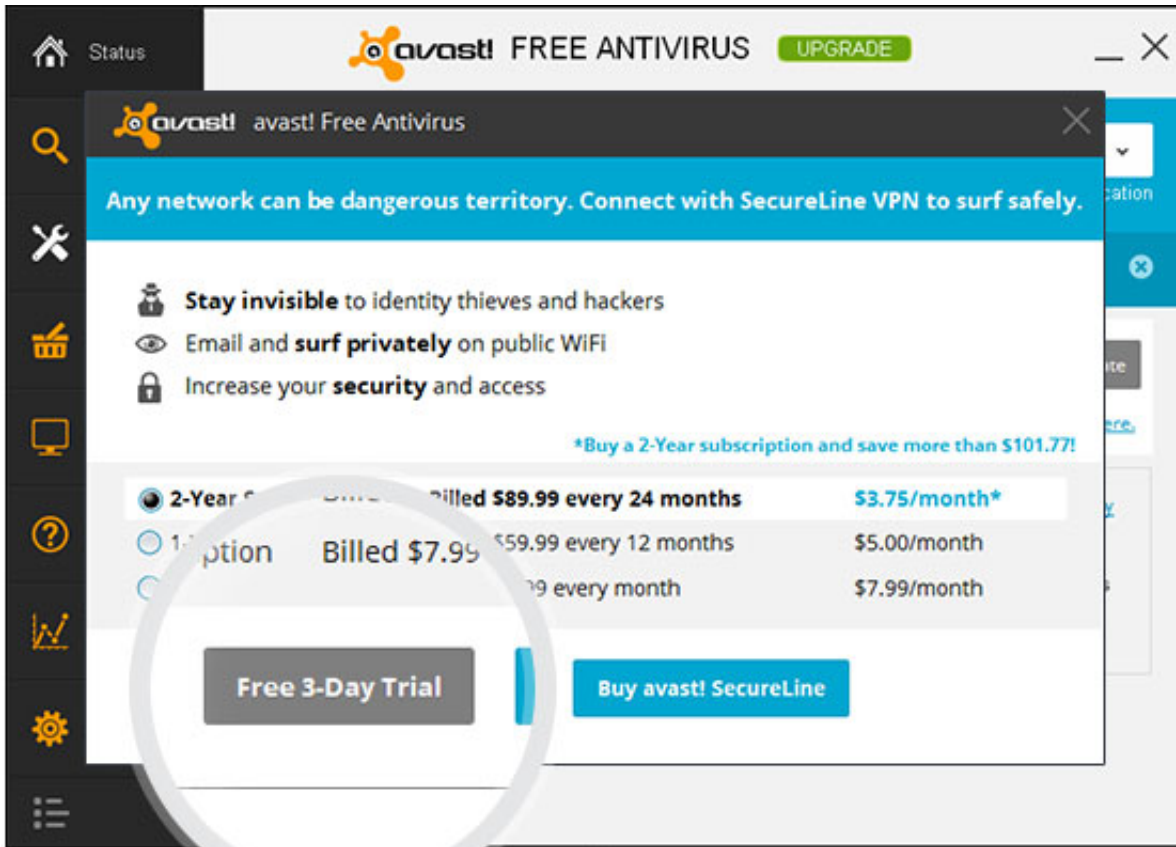 Status
avast! FREE ANTIVIRUS UPGRADE
avast! avast! Free Antivirus
Any network can be dangerous territory. Connect with SecureLine VPN to surf safely.
Stay invisible to identity thieves and hackers
Email and surf privately on public WiFi
Increase your security and access
*Buy a 2-Year subscription and save more than $101.77!
2-Year Billed $89.99 every 24 months $3.75/month*
$59.99 every 12 months $5.00/month
ption Billed $7.99
99 every month $7.99/month
Free 3-Day Trial
Buy avast! SecureLine